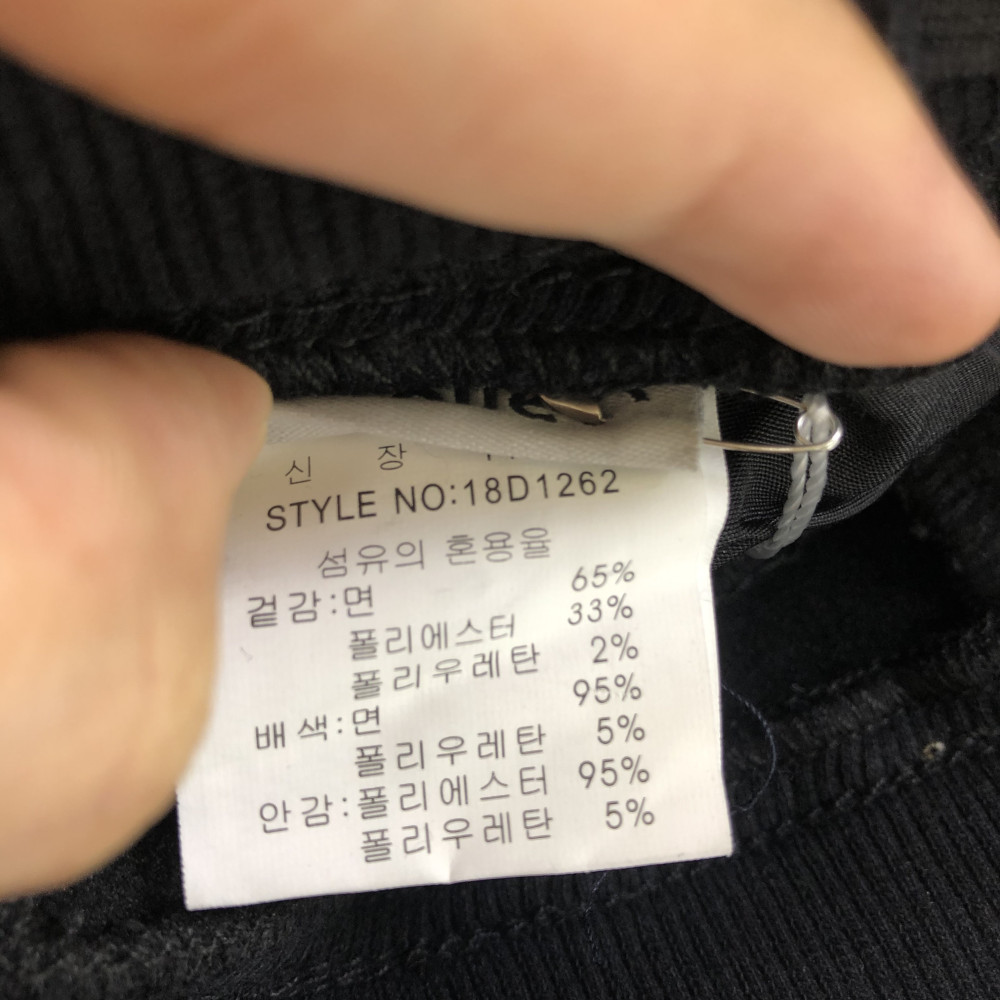 신 장
STYLE NO:18D1262
섬유의 혼용율
겉감:면 65%
폴리에스터 33%
폴리우레탄 2%
배색:면 95%
폴리우레탄 5%
안감:폴리에스터 95%
폴리우레탄 5%